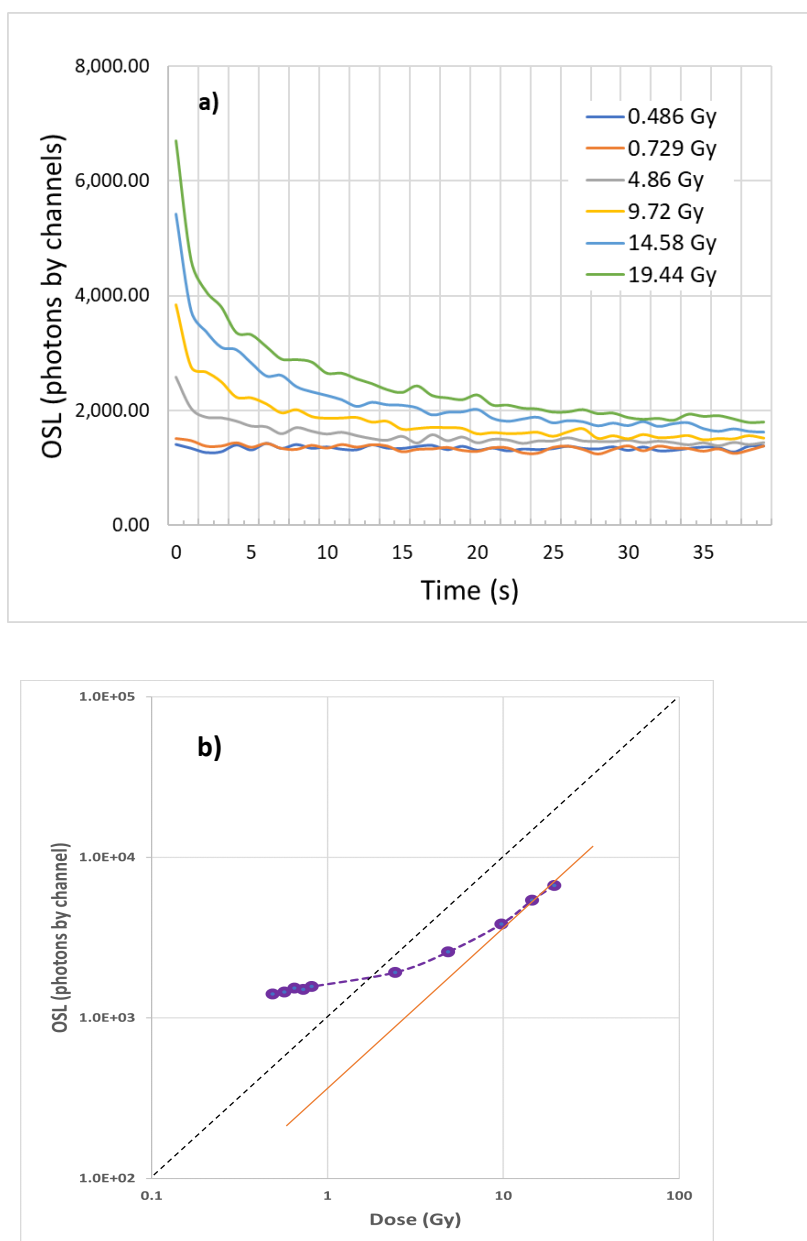 a)
8,000.00
6,000.00
4,000.00
2,000.00
0.00
OSL (photons by channels)
0.486 Gy
0.729 Gy
4.86 Gy
9.72 Gy
14.58 Gy
19.44 Gy
0 5 10 15 20 25 30 35
Time (s)
b)
1.0E+05
1.0E+04
1.0E+03
1.0E+02
OSL (photons by channel)
0.1 1 10 100
Dose (Gy)